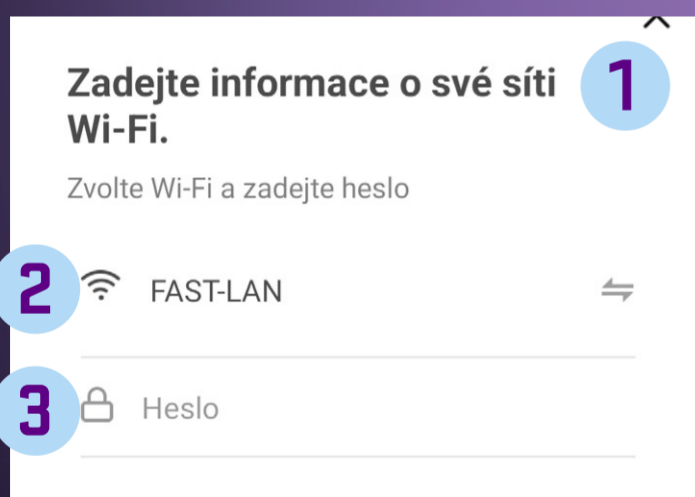 Zadejte informace o své síti
Wi-Fi.
1
Zvolte Wi-Fi a zadejte heslo
2
FAST-LAN
3
Heslo